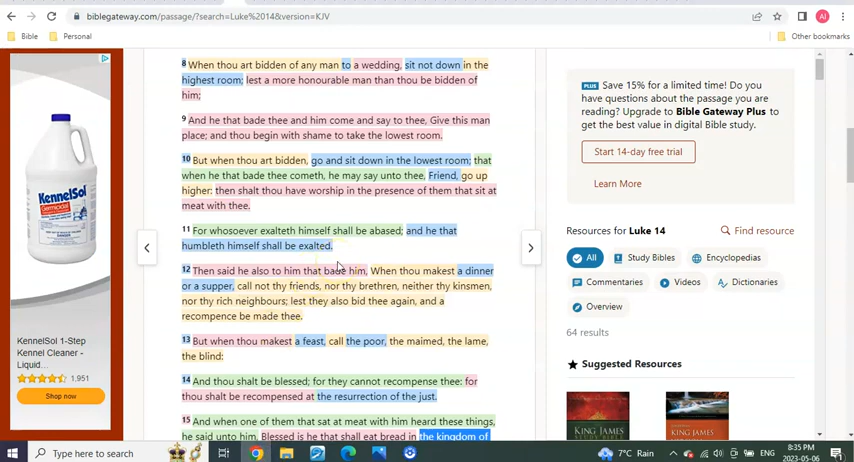 biblegateway.com/passage/?search=Luke%2014&version=KJV
AI
Bible
Personal
Other bookmarks
8 When thou art bidden of any man to a wedding, sit not down in the
highest room; lest a more honourable man than thou be bidden of
him;
9 And he that bade thee and him come and say to thee, Give this man
place; and thou begin with shame to take the lowest room.
10 But when thou art bidden, go and sit down in the lowest room; that
when he that bade thee cometh, he may say unto thee, Friend, go up
higher: then shalt thou have worship in the presence of them that sit at
meat with thee.
11 For whosoever exalteth himself shall be abased; and he that
humbleth himself shall be exalted.
12 Then said he also to him that bade him, When thou makest a dinner
or a supper, call not thy friends, nor thy brethren, neither thy kinsmen,
nor thy rich neighbours; lest they also bid thee again, and a
recompence be made thee.
13 But when thou makest a feast, call the poor, the maimed, the lame,
the blind:
14 And thou shalt be blessed; for they cannot recompense thee: for
thou shalt be recompensed at the resurrection of the just.
15 And when one of them that sat at meat with him heard these things,
he said unto him, Blessed is he that shall eat bread in the kingdom of
KennelSol
Germicidal
KennelSol 1-Step
Kennel Cleaner -
Liquid...
1,951
Shop now
PLUS Save 15% for a limited time! Do you
have questions about the passage you are
reading? Upgrade to Bible Gateway Plus to
get the best value in digital Bible study.
Start 14-day free trial
Learn More
Resources for Luke 14
Find resource
All
Study Bibles
Encyclopedias
Commentaries
Videos
Dictionaries
Overview
64 results
Suggested Resources
KING JAMES
STUDY BIBLE
KING JAMES
Type here to search
7°C Rain
ENG
8:35 PM
2023-05-06